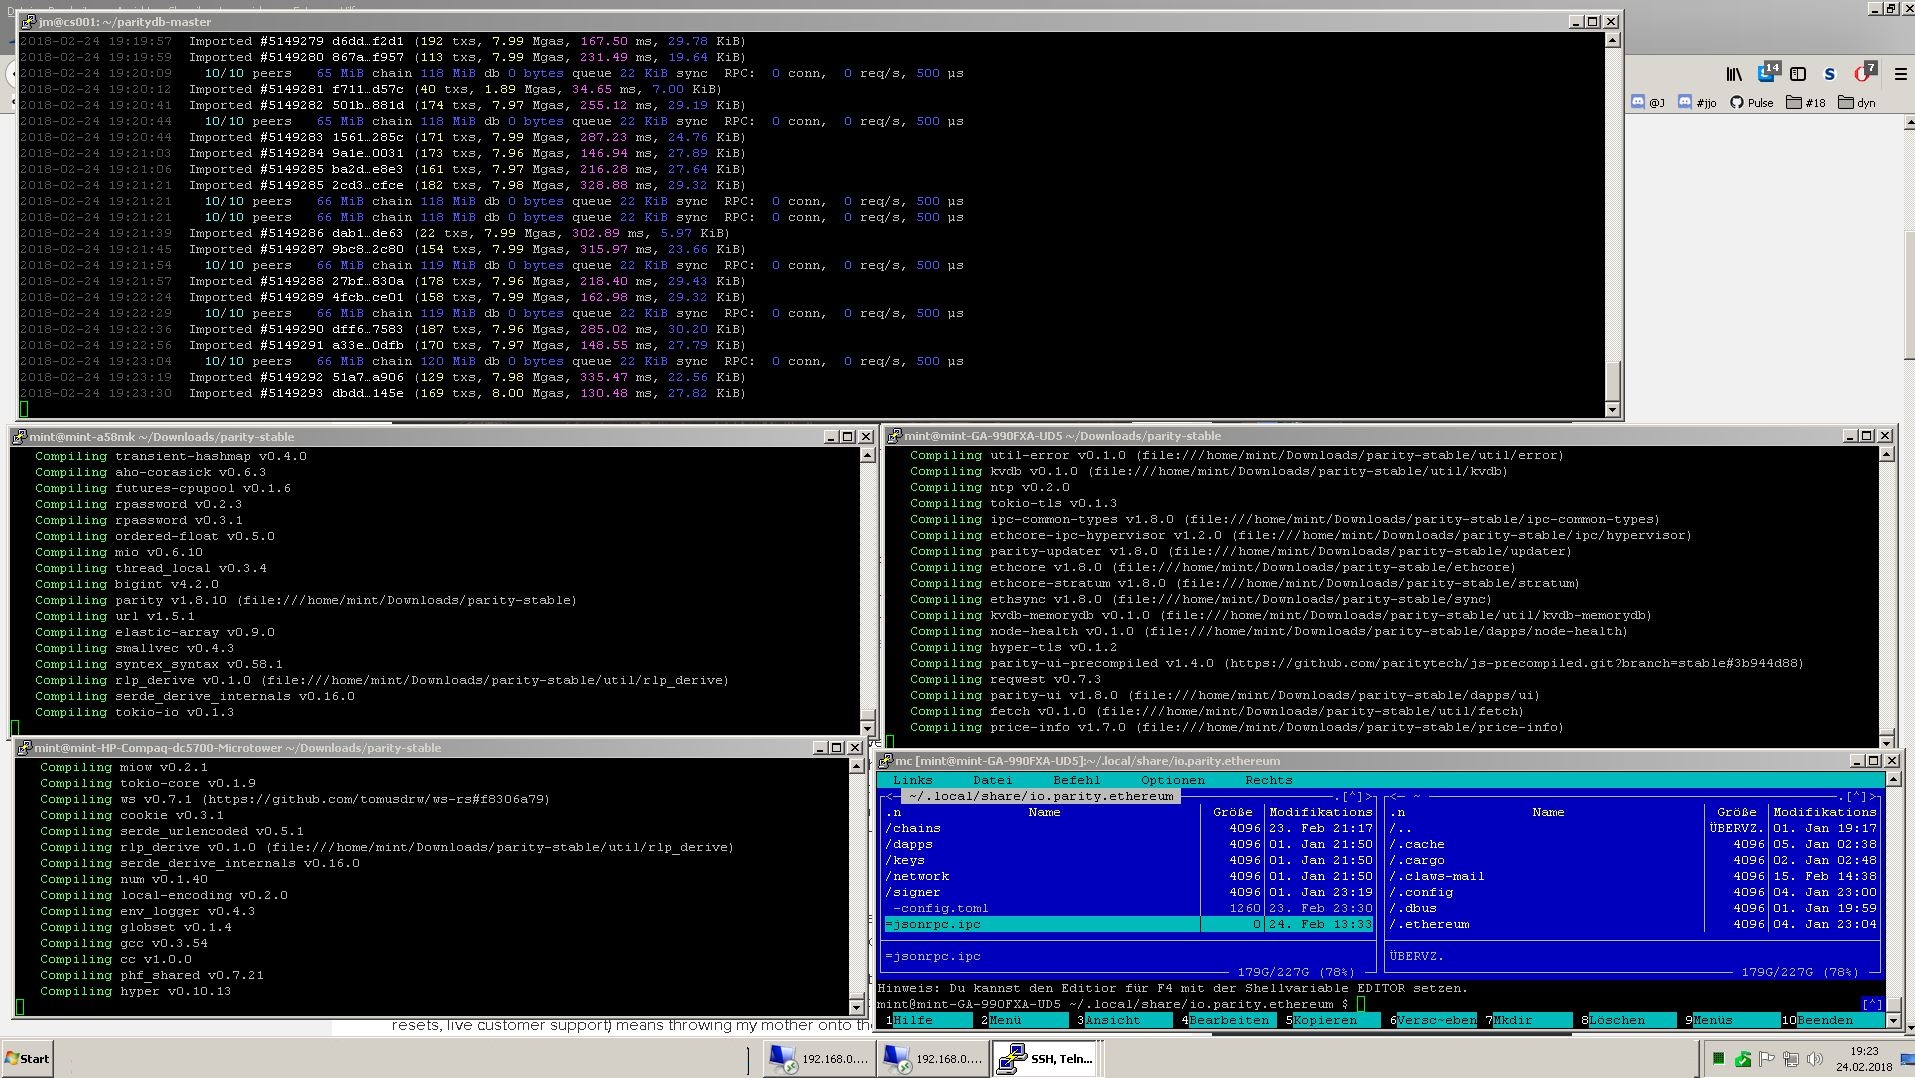 jm@cs001: ~/paritydb-master
2018-02-24 19:19:57 Imported #5149279 d6dd…f2d1 (192 txs, 7.99 Mgas, 167.50 ms, 29.78 KiB)
2018-02-24 19:19:59 Imported #5149280 867a…f957 (113 txs, 7.99 Mgas, 231.49 ms, 19.64 KiB)
2018-02-24 19:20:09 10/10 peers 65 MiB chain 118 MiB db 0 bytes queue 22 KiB sync RPC: 0 conn, 0 req/s, 500 µs
2018-02-24 19:20:12 Imported #5149281 f711…d57c (40 txs, 1.89 Mgas, 34.65 ms, 7.00 KiB)
2018-02-24 19:20:41 Imported #5149282 501b…881d (174 txs, 7.97 Mgas, 255.12 ms, 29.19 KiB)
2018-02-24 19:20:44 10/10 peers 65 MiB chain 118 MiB db 0 bytes queue 22 KiB sync RPC: 0 conn, 0 req/s, 500 µs
2018-02-24 19:20:44 Imported #5149283 1561…285c (171 txs, 7.99 Mgas, 287.23 ms, 24.76 KiB)
2018-02-24 19:21:03 Imported #5149284 9a1e…0031 (173 txs, 7.96 Mgas, 146.94 ms, 27.89 KiB)
2018-02-24 19:21:06 Imported #5149285 ba2d…e8e3 (161 txs, 7.97 Mgas, 216.28 ms, 27.64 KiB)
2018-02-24 19:21:21 Imported #5149285 2cd3…cfce (182 txs, 7.98 Mgas, 328.88 ms, 29.32 KiB)
2018-02-24 19:21:21 10/10 peers 66 MiB chain 118 MiB db 0 bytes queue 22 KiB sync RPC: 0 conn, 0 req/s, 500 µs
2018-02-24 19:21:21 10/10 peers 66 MiB chain 118 MiB db 0 bytes queue 22 KiB sync RPC: 0 conn, 0 req/s, 500 µs
2018-02-24 19:21:39 Imported #5149286 dab1…de63 (22 txs, 7.99 Mgas, 302.89 ms, 5.97 KiB)
2018-02-24 19:21:45 Imported #5149287 9bc8…2c80 (154 txs, 7.99 Mgas, 315.97 ms, 23.66 KiB)
2018-02-24 19:21:54 10/10 peers 66 MiB chain 119 MiB db 0 bytes queue 22 KiB sync RPC: 0 conn, 0 req/s, 500 µs
2018-02-24 19:21:57 Imported #5149288 27bf…830a (178 txs, 7.96 Mgas, 218.40 ms, 29.43 KiB)
2018-02-24 19:22:24 Imported #5149289 4fcb…ce01 (158 txs, 7.99 Mgas, 162.98 ms, 29.32 KiB)
2018-02-24 19:22:29 10/10 peers 66 MiB chain 119 MiB db 0 bytes queue 22 KiB sync RPC: 0 conn, 0 req/s, 500 µs
2018-02-24 19:22:36 Imported #5149290 dff6…7583 (187 txs, 7.96 Mgas, 285.02 ms, 30.20 KiB)
2018-02-24 19:22:56 Imported #5149291 a33e…0dfb (170 txs, 7.97 Mgas, 148.55 ms, 27.79 KiB)
2018-02-24 19:23:04 10/10 peers 66 MiB chain 120 MiB db 0 bytes queue 22 KiB sync RPC: 0 conn, 0 req/s, 500 µs
2018-02-24 19:23:19 Imported #5149292 51a7…a906 (129 txs, 7.98 Mgas, 335.47 ms, 22.56 KiB)
2018-02-24 19:23:30 Imported #5149293 dbdd…145e (169 txs, 8.00 Mgas, 130.48 ms, 27.82 KiB)
14 7
@J #jjo Pulse #18 dyn
mint@mint-a58mk ~/Downloads/parity-stable
Compiling transient-hashmap v0.4.0
Compiling aho-corasick v0.6.3
Compiling futures-cpupool v0.1.6
Compiling rpassword v0.2.3
Compiling rpassword v0.3.1
Compiling ordered-float v0.5.0
Compiling mio v0.6.10
Compiling thread_local v0.3.4
Compiling bigint v4.2.0
Compiling parity v1.8.10 (file:///home/mint/Downloads/parity-stable)
Compiling url v1.5.1
Compiling elastic-array v0.9.0
Compiling smallvec v0.4.3
Compiling syntex_syntax v0.58.1
Compiling rlp_derive v0.1.0 (file:///home/mint/Downloads/parity-stable/util/rlp_derive)
Compiling serde_derive_internals v0.16.0
Compiling tokio-io v0.1.3
mint@mint-GA-990FXA-UD5 ~/Downloads/parity-stable
Compiling util-error v0.1.0 (file:///home/mint/Downloads/parity-stable/util/error)
Compiling kvdb v0.1.0 (file:///home/mint/Downloads/parity-stable/util/kvdb)
Compiling ntp v0.2.0
Compiling tokio-tls v0.1.3
Compiling ipc-common-types v1.8.0 (file:///home/mint/Downloads/parity-stable/ipc-common-types)
Compiling ethcore-ipc-hypervisor v1.2.0 (file:///home/mint/Downloads/parity-stable/ipc/hypervisor)
Compiling parity-updater v1.8.0 (file:///home/mint/Downloads/parity-stable/updater)
Compiling ethcore v1.8.0 (file:///home/mint/Downloads/parity-stable/ethcore)
Compiling ethcore-stratum v1.8.0 (file:///home/mint/Downloads/parity-stable/stratum)
Compiling ethsync v1.8.0 (file:///home/mint/Downloads/parity-stable/sync)
Compiling kvdb-memorydb v0.1.0 (file:///home/mint/Downloads/parity-stable/util/kvdb-memorydb)
Compiling node-health v0.1.0 (file:///home/mint/Downloads/parity-stable/dapps/node-health)
Compiling hyper-tls v0.1.2
Compiling parity-ui-precompiled v1.4.0 (https://github.com/paritytech/js-precompiled.git?branch=stable#3b944d88)
Compiling reqwest v0.7.3
Compiling parity-ui v1.8.0 (file:///home/mint/Downloads/parity-stable/dapps/ui)
Compiling fetch v0.1.0 (file:///home/mint/Downloads/parity-stable/util/fetch)
Compiling price-info v1.7.0 (file:///home/mint/Downloads/parity-stable/price-info)
mint@mint-HP-Compaq-dc5700-Microtower ~/Downloads/parity-stable
Compiling miow v0.2.1
Compiling tokio-core v0.1.9
Compiling ws v0.7.1 (https://github.com/tomusdrw/ws-rs#f8306a79)
Compiling cookie v0.3.1
Compiling serde_urlencoded v0.5.1
Compiling rlp_derive v0.1.0 (file:///home/mint/Downloads/parity-stable/util/rlp_derive)
Compiling serde_derive_internals v0.16.0
Compiling num v0.1.40
Compiling local-encoding v0.2.0
Compiling env_logger v0.4.3
Compiling globset v0.1.4
Compiling gcc v0.3.54
Compiling cc v1.0.0
Compiling phf_shared v0.7.21
Compiling hyper v0.10.13
mc [mint@mint-GA-990FXA-UD5]:~/.local/share/io.parity.ethereum
Links Datei Befehl Optionen Rechts
<─ ~/.local/share/io.parity.ethereum .[^]> <─ ~ .[^]>
.n Name Größe Modifikations .n Name Größe Modifikations
/chains 4096 23. Feb 21:17 /.. ÜBERVZ. 01. Jan 19:17
/dapps 4096 01. Jan 21:50 /.cache 4096 05. Jan 02:38
/keys 4096 01. Jan 21:50 /.cargo 4096 02. Jan 02:48
/network 4096 01. Jan 21:50 /.claws-mail 4096 15. Feb 14:38
/signer 4096 01. Jan 23:19 /.config 4096 04. Jan 23:00
-config.toml 1260 23. Feb 23:30 /.dbus 4096 01. Jan 19:59
=jsonrpc.ipc 0 24. Feb 13:33 /.ethereum 4096 04. Jan 23:04
=jsonrpc.ipc ÜBERVZ.
179G/227G (78%) 179G/227G (78%)
Hinweis: Du kannst den Editior für F4 mit der Shellvariable EDITOR setzen.
mint@mint-GA-990FXA-UD5 ~/.local/share/io.parity.ethereum $ [^]
1Hilfe 2Menü 3Ansicht 4Bearbeiten 5Kopieren 6Versc~eben 7Mkdir 8Löschen 9Menüs 10Beenden
resets, live customer support) means throwing my mother onto the
Start 192.168.0.... 192.168.0.... SSH, Teln... 19:23
24.02.2018